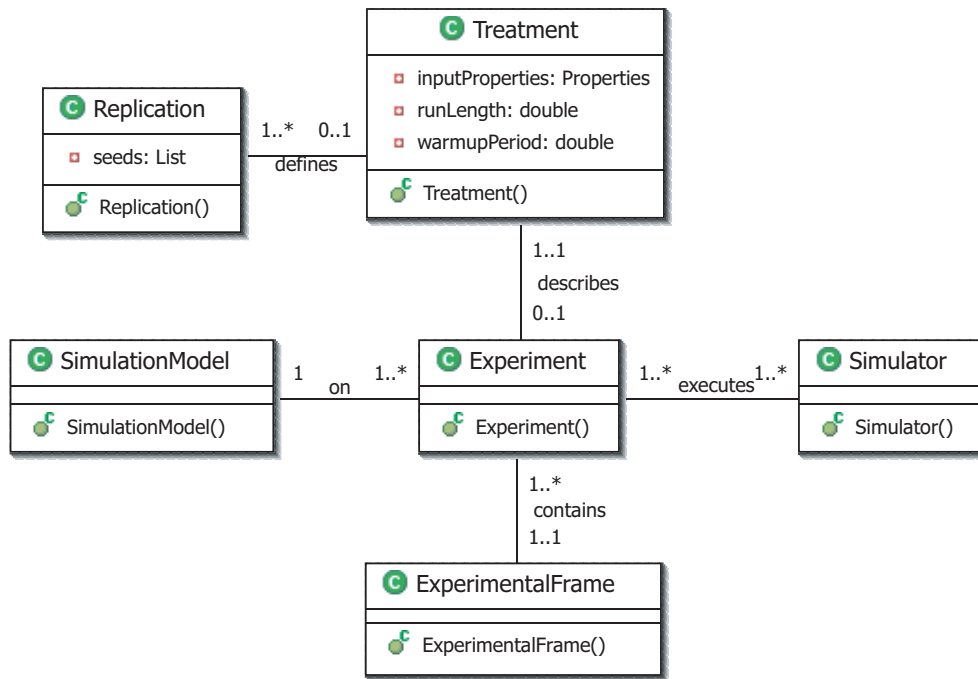 C Treatment
inputProperties: Properties
runLength: double
warmupPeriod: double
c Treatment()
C Replication
seeds: List
c Replication()
1..* 0..1
defines
1..1
describes
0..1
C SimulationModel
c SimulationModel()
1 on 1..*
C Experiment
c Experiment()
1..* executes 1..*
C Simulator
c Simulator()
1..*
contains
1..1
C ExperimentalFrame
c ExperimentalFrame()